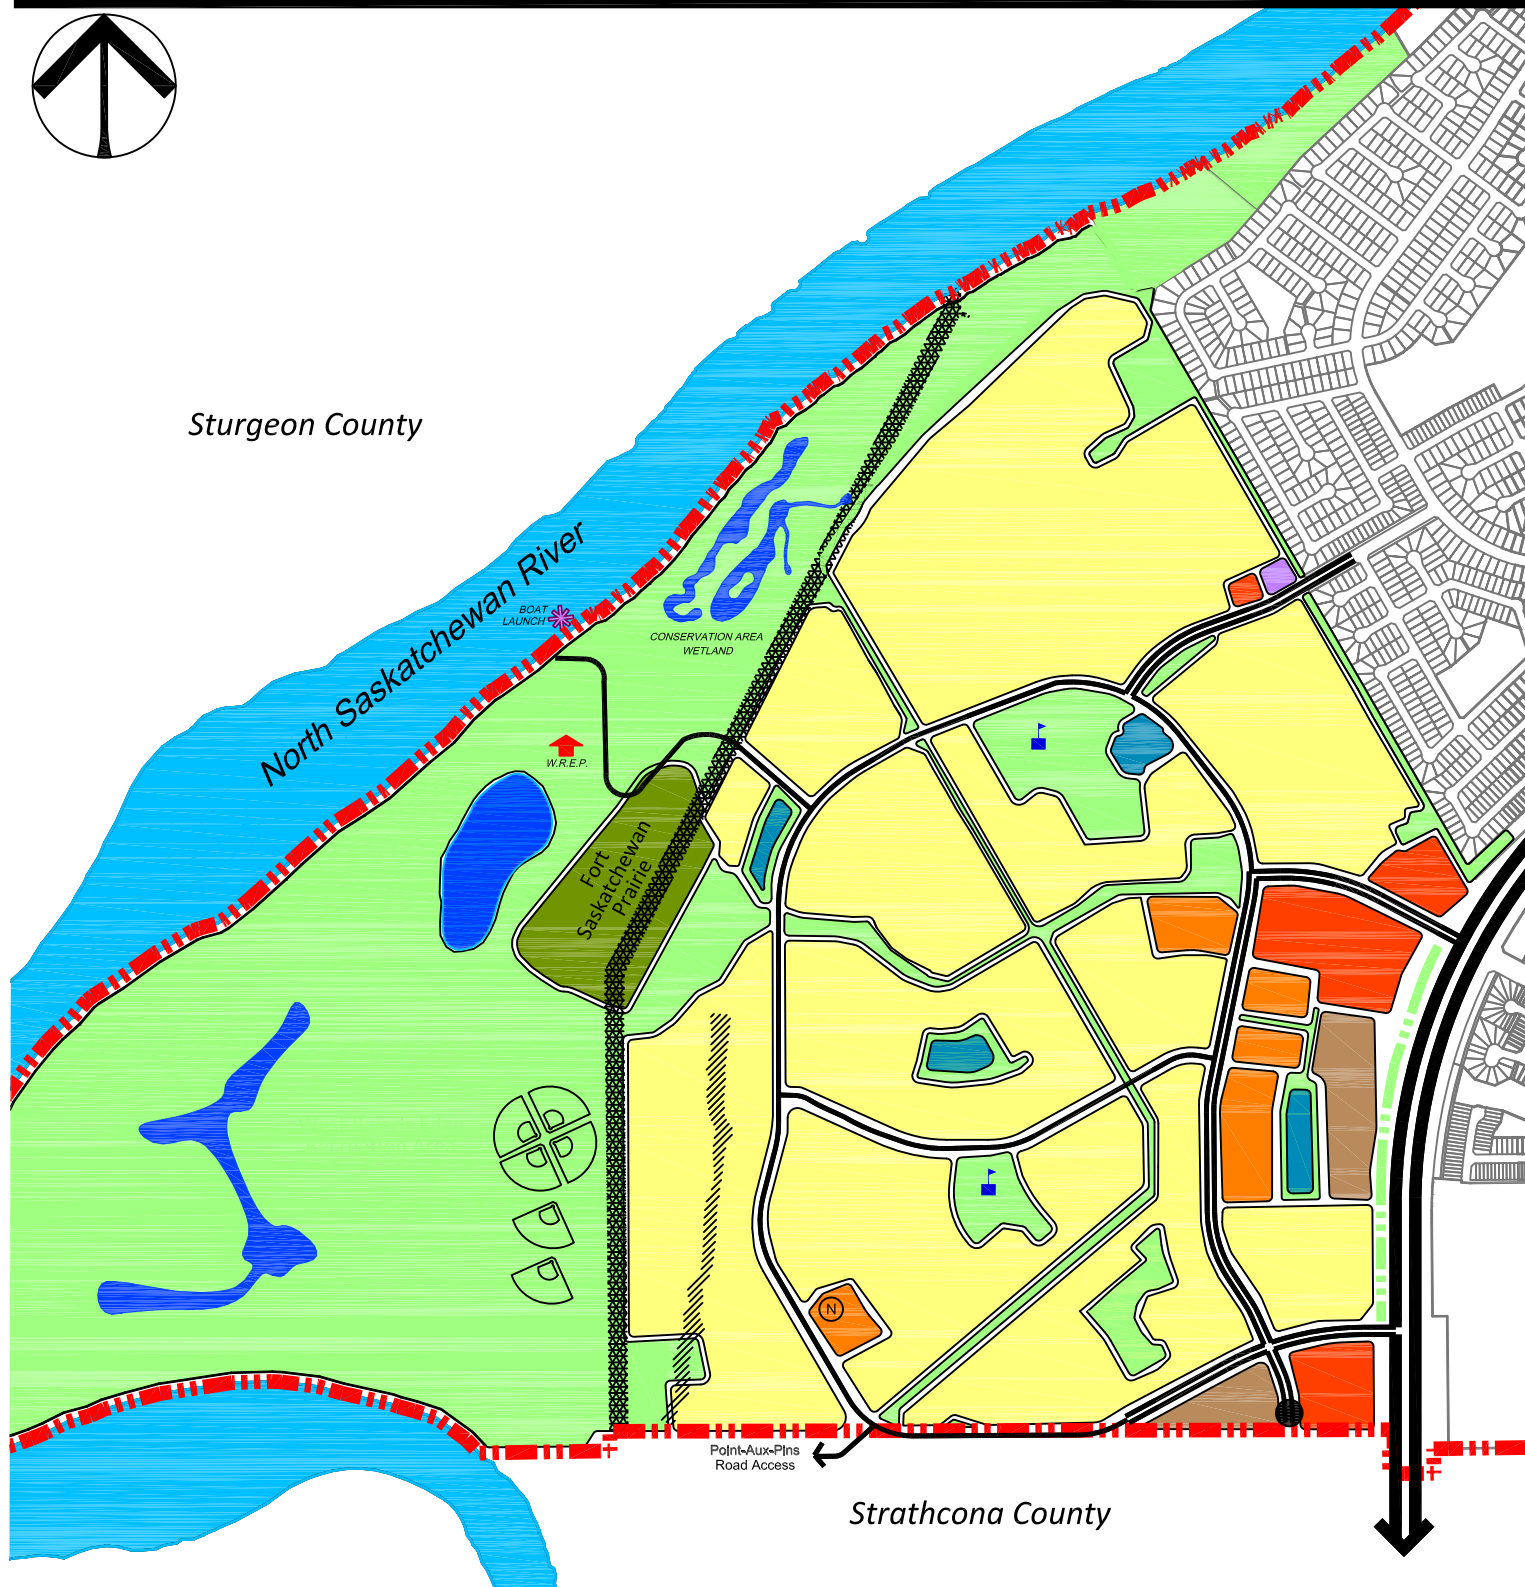 Sturgeon County
North Saskatchewan River
BOAT
LAUNCH
CONSERVATION AREA
WETLAND
W.R.E.P.
Fort
Saskatchewan
Prairie
N
Point-Aux-Pins
Road Access
Strathcona County